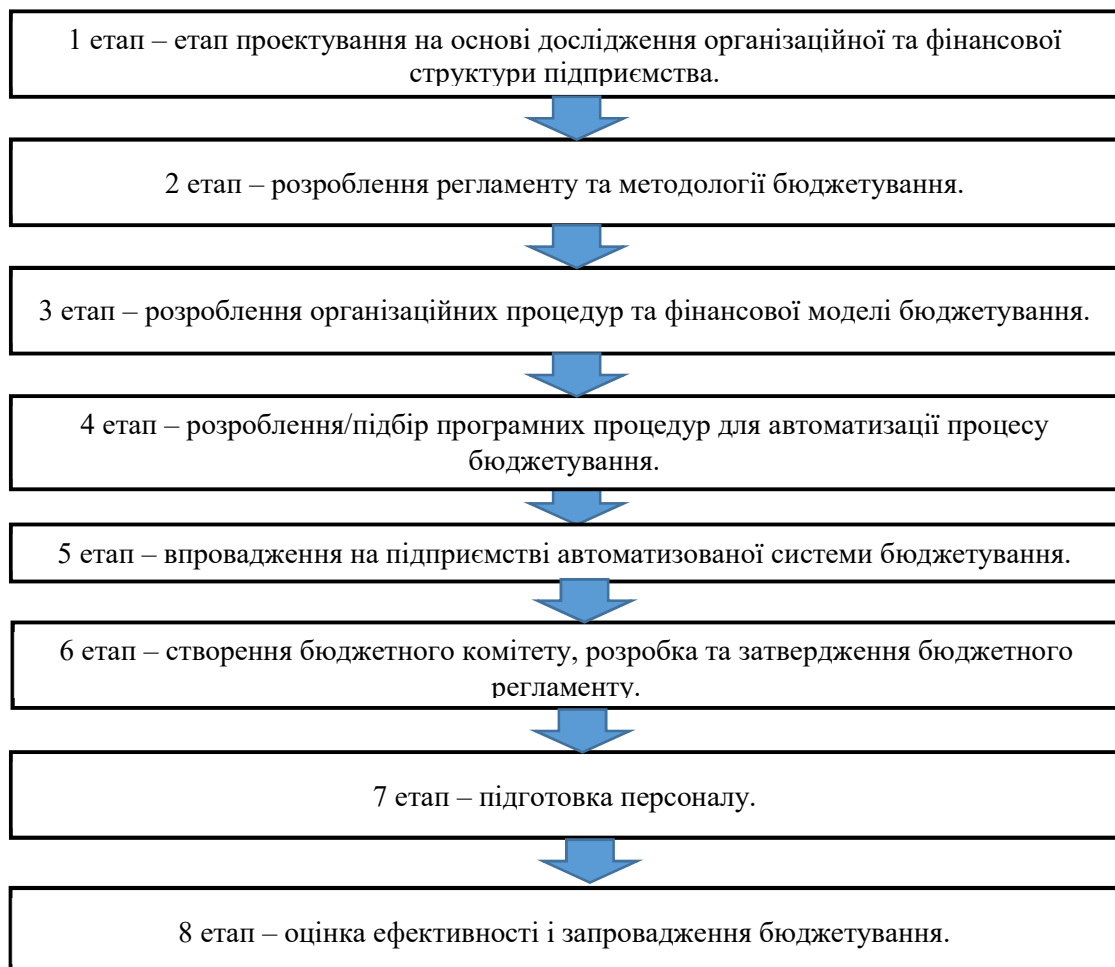 1 етап – етап проектування на основі дослідження організаційної та фінансової
структури підприємства.
2 етап – розроблення регламенту та методології бюджетування.
3 етап – розроблення організаційних процедур та фінансової моделі бюджетування.
4 етап – розроблення/підбір програмних процедур для автоматизації процесу
бюджетування.
5 етап – впровадження на підприємстві автоматизованої системи бюджетування.
6 етап – створення бюджетного комітету, розробка та затвердження бюджетного
регламенту.
7 етап – підготовка персоналу.
8 етап – оцінка ефективності і запровадження бюджетування.